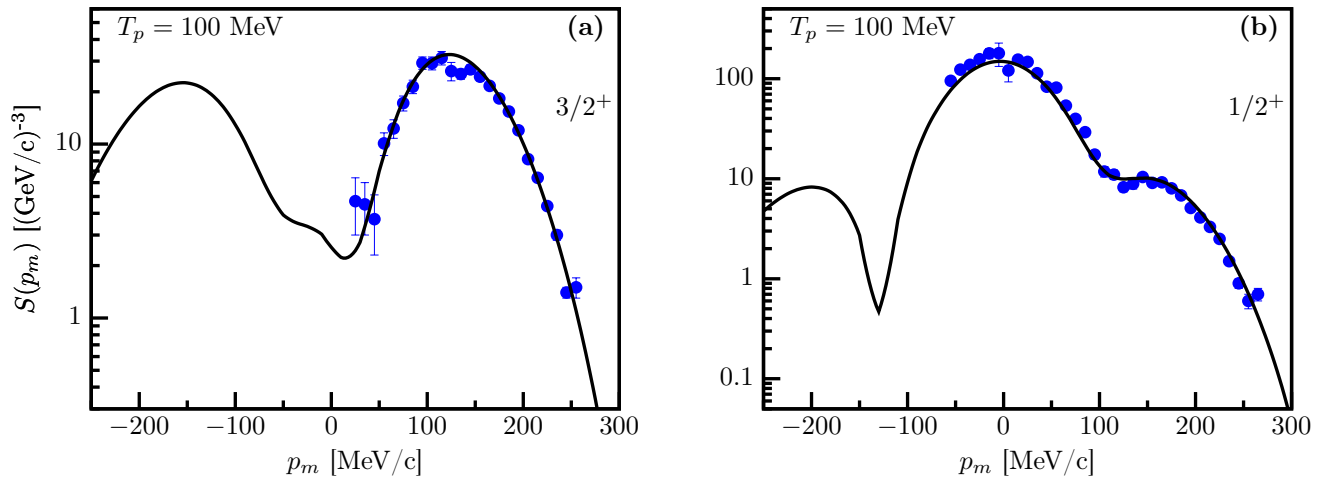 T_p = 100 MeV
(a)
3/2⁺
S(p_m) [(GeV/c)⁻³]
10
1
−200 −100 0 100 200 300
p_m [MeV/c]
T_p = 100 MeV
(b)
1/2⁺
100
10
1
0.1
−200 −100 0 100 200 300
p_m [MeV/c]